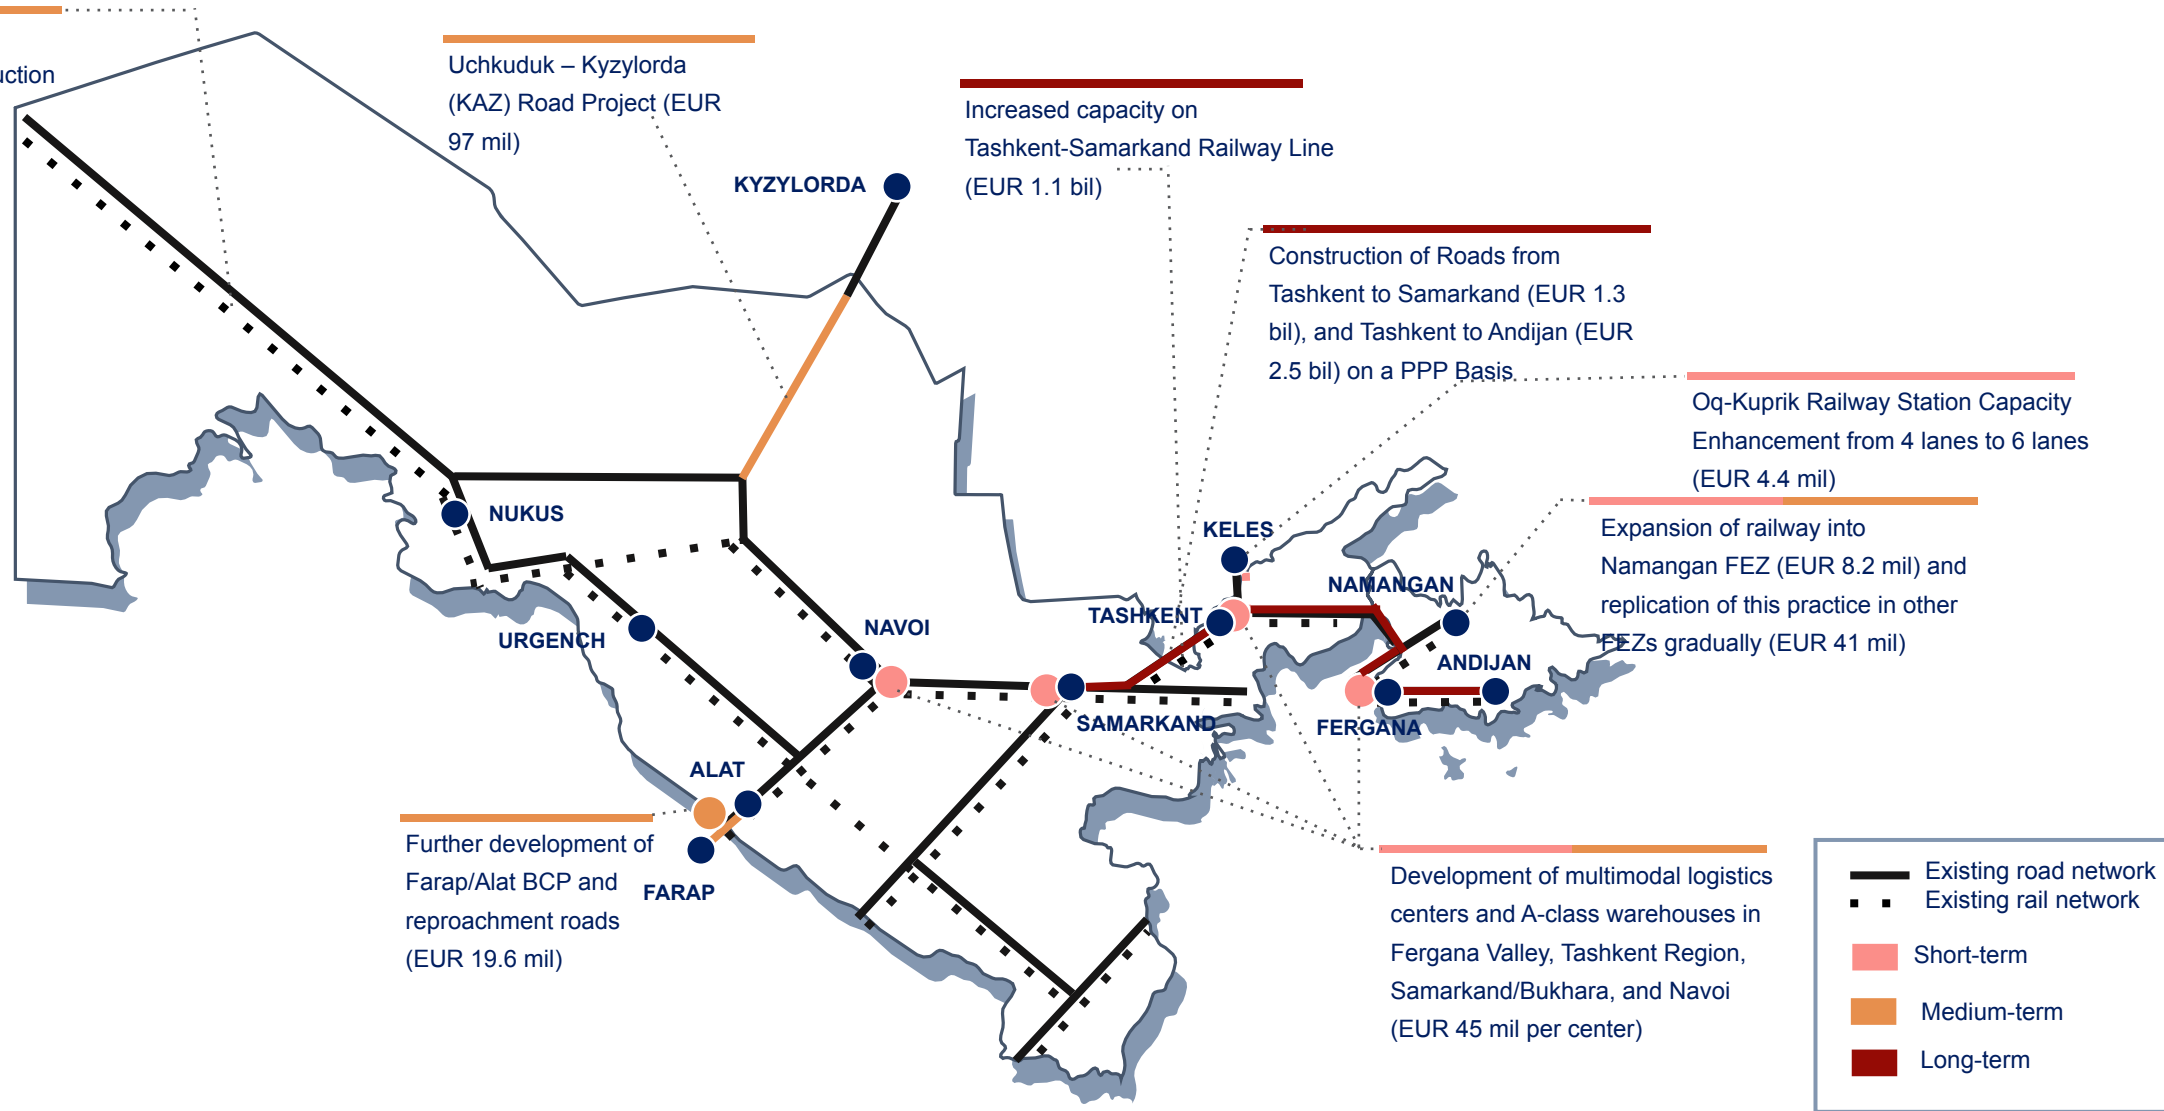 uction
Uchkuduk – Kyzylorda
(KAZ) Road Project (EUR
97 mil)
Increased capacity on
Tashkent-Samarkand Railway Line
(EUR 1.1 bil)
KYZYLORDA
Construction of Roads from
Tashkent to Samarkand (EUR 1.3
bil), and Tashkent to Andijan (EUR
2.5 bil) on a PPP Basis
Oq-Kuprik Railway Station Capacity
Enhancement from 4 lanes to 6 lanes
(EUR 4.4 mil)
Expansion of railway into
Namangan FEZ (EUR 8.2 mil) and
replication of this practice in other
FEZs gradually (EUR 41 mil)
NUKUS
KELES
NAMANGAN
TASHKENT
URGENCH
NAVOI
ANDIJAN
SAMARKAND
FERGANA
ALAT
FARAP
Further development of
Farap/Alat BCP and
reproachment roads
(EUR 19.6 mil)
Development of multimodal logistics
centers and A-class warehouses in
Fergana Valley, Tashkent Region,
Samarkand/Bukhara, and Navoi
(EUR 45 mil per center)
Existing road network
Existing rail network
Short-term
Medium-term
Long-term